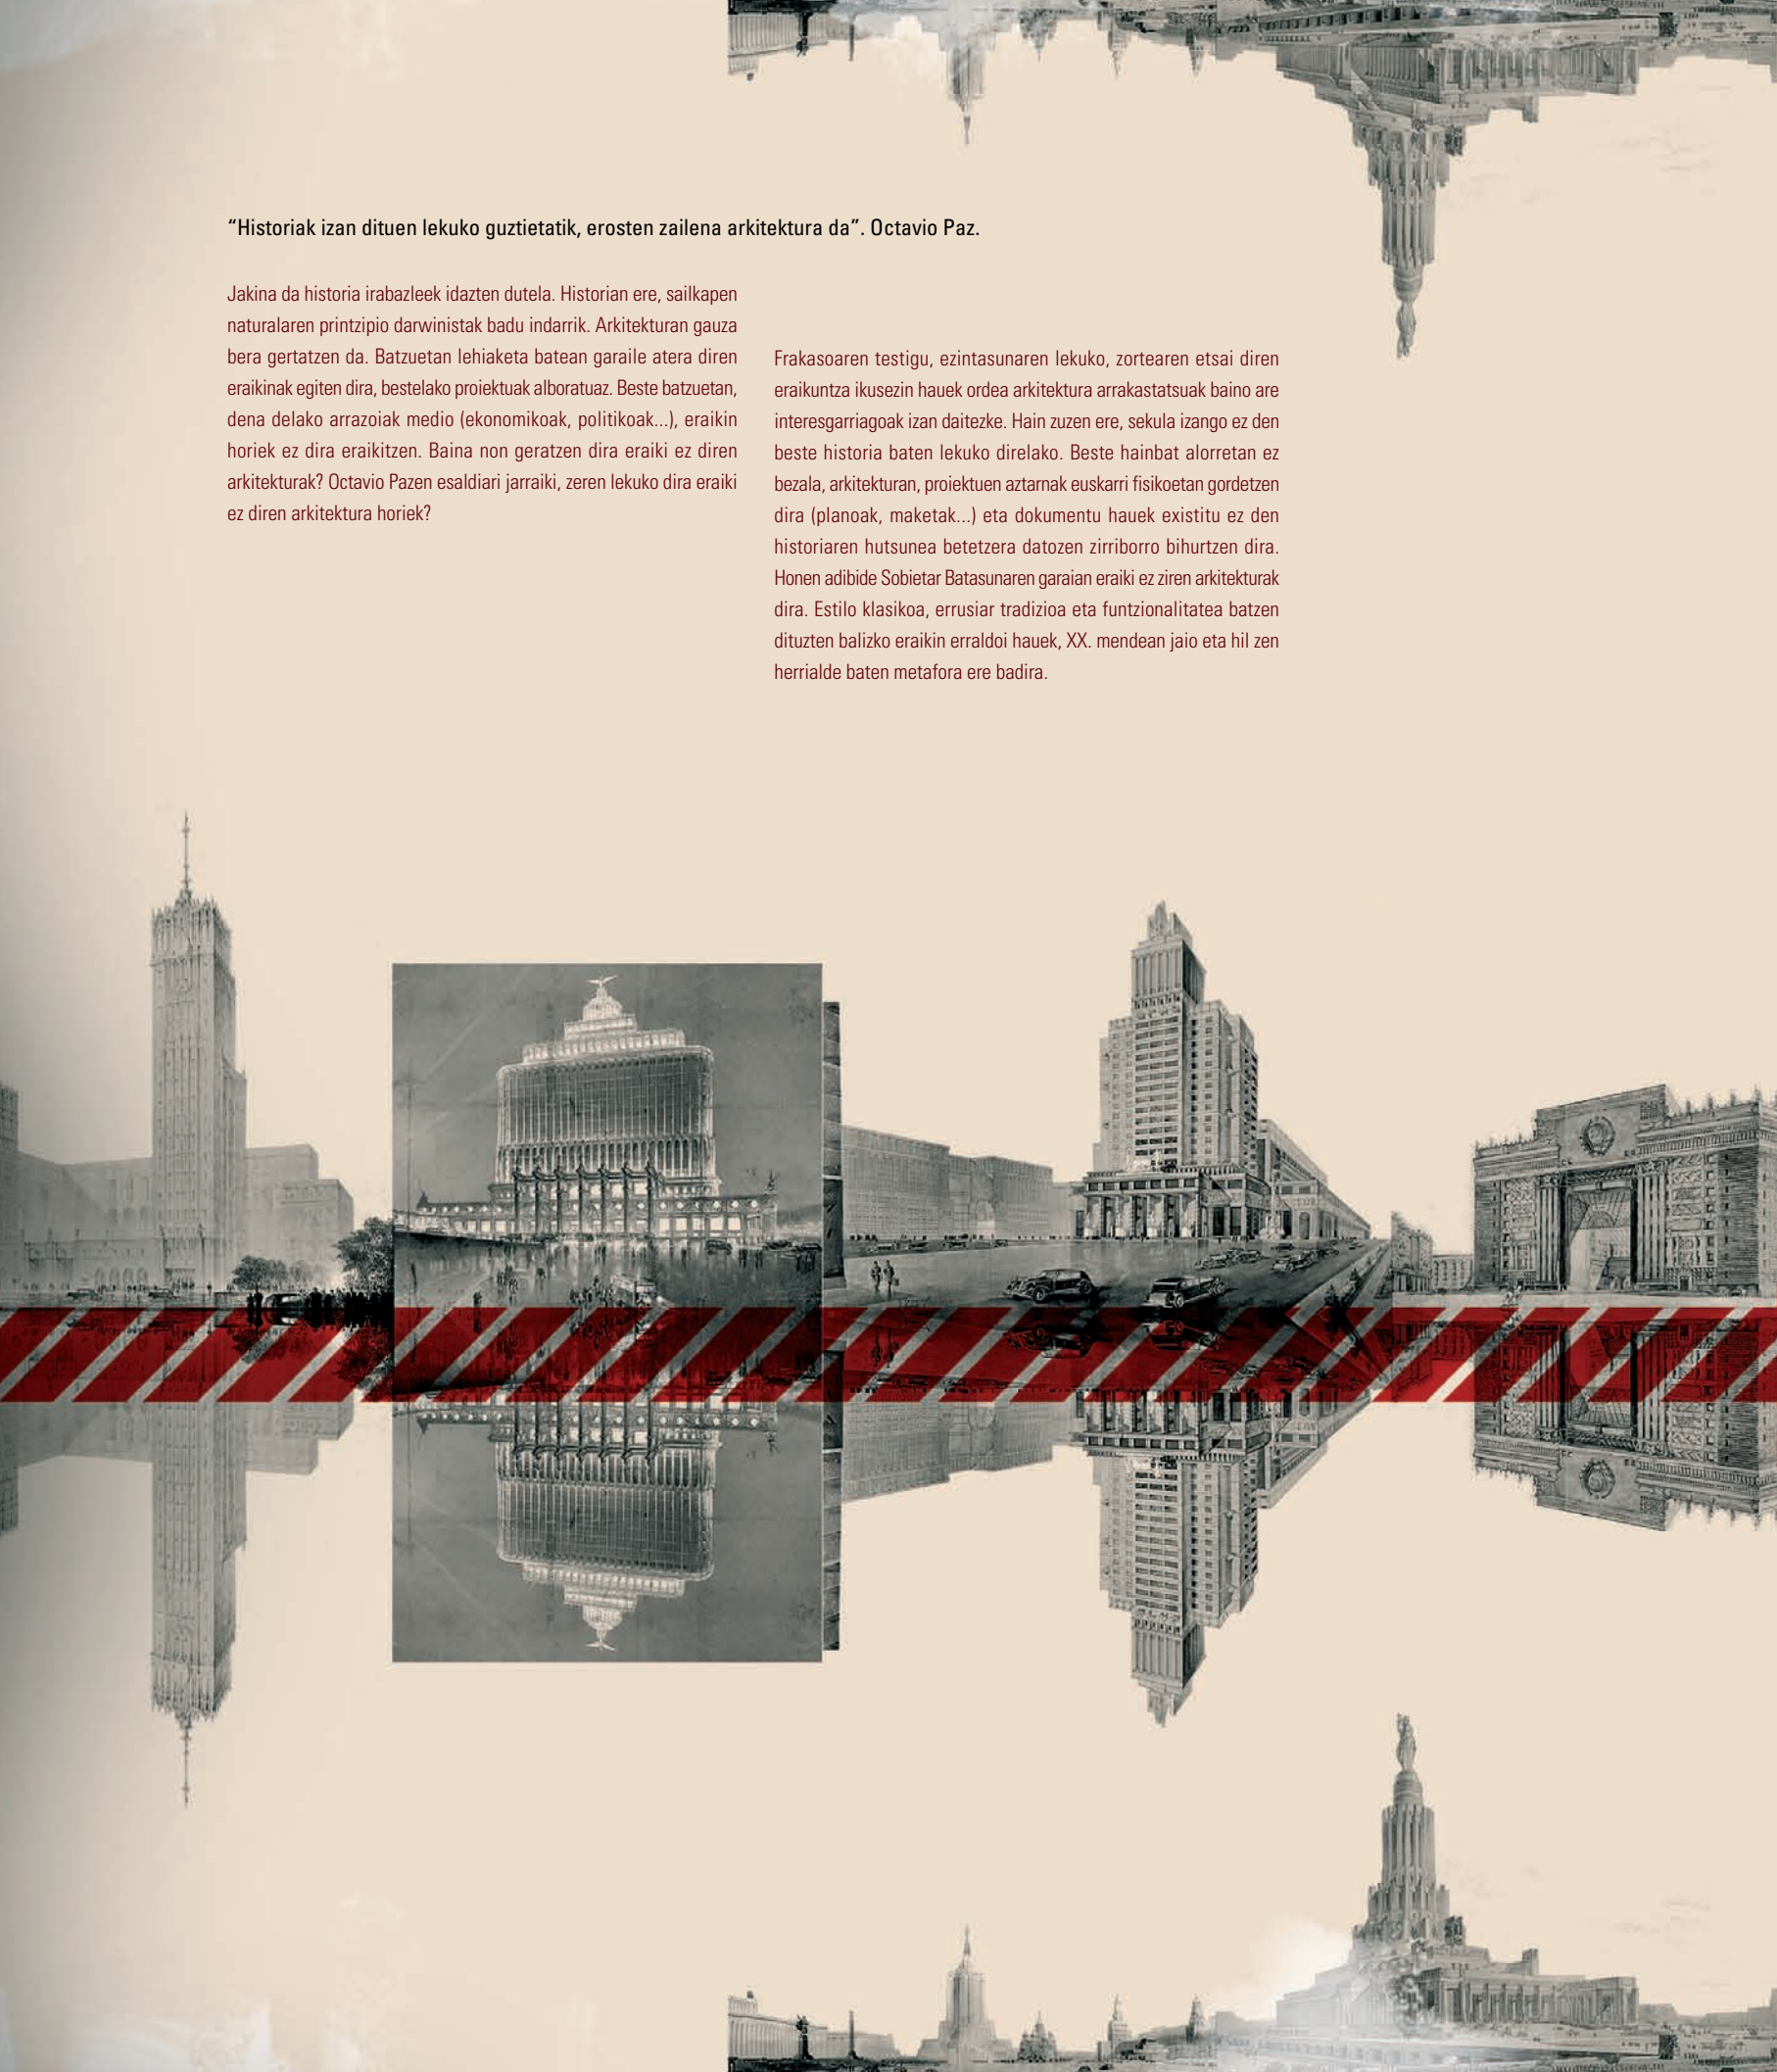 “Historiak izan dituen lekuko guztietatik, erosten zailena arkitektura da”. Octavio Paz.
Jakina da historia irabazleek idazten dutela. Historian ere, sailkapen
naturalaren printzipio darwinistak badu indarrik. Arkitekturan gauza
bera gertatzen da. Batzuetan lehiaketa batean garaile atera diren
eraikinak egiten dira, bestelako proiektuak alboratuaz. Beste batzuetan,
dena delako arrazoiak medio (ekonomikoak, politikoak...), eraikin
horiek ez dira eraikitzen. Baina non geratzen dira eraiki ez diren
arkitekturak? Octavio Pazen esaldiari jarraiki, zeren lekuko dira eraiki
ez diren arkitektura horiek?
Frakasoaren testigu, ezintasunaren lekuko, zortearen etsai diren
eraikuntza ikusezin hauek ordea arkitektura arrakastatsuak baino are
interesgarriagoak izan daitezke. Hain zuzen ere, sekula izango ez den
beste historia baten lekuko direlako. Beste hainbat alorretan ez
bezala, arkitekturan, proiektuen aztarnak euskarri fisikoetan gordetzen
dira (planoak, maketak...) eta dokumentu hauek existitu ez den
historiaren hutsunea betetzera datozen zirriborro bihurtzen dira.
Honen adibide Sobietar Batasunaren garaian eraiki ez ziren arkitekturak
dira. Estilo klasikoa, errusiar tradizioa eta funtzionalitatea batzen
dituzten balizko eraikin erraldoi hauek, XX. mendean jaio eta hil zen
herrialde baten metafora ere badira.